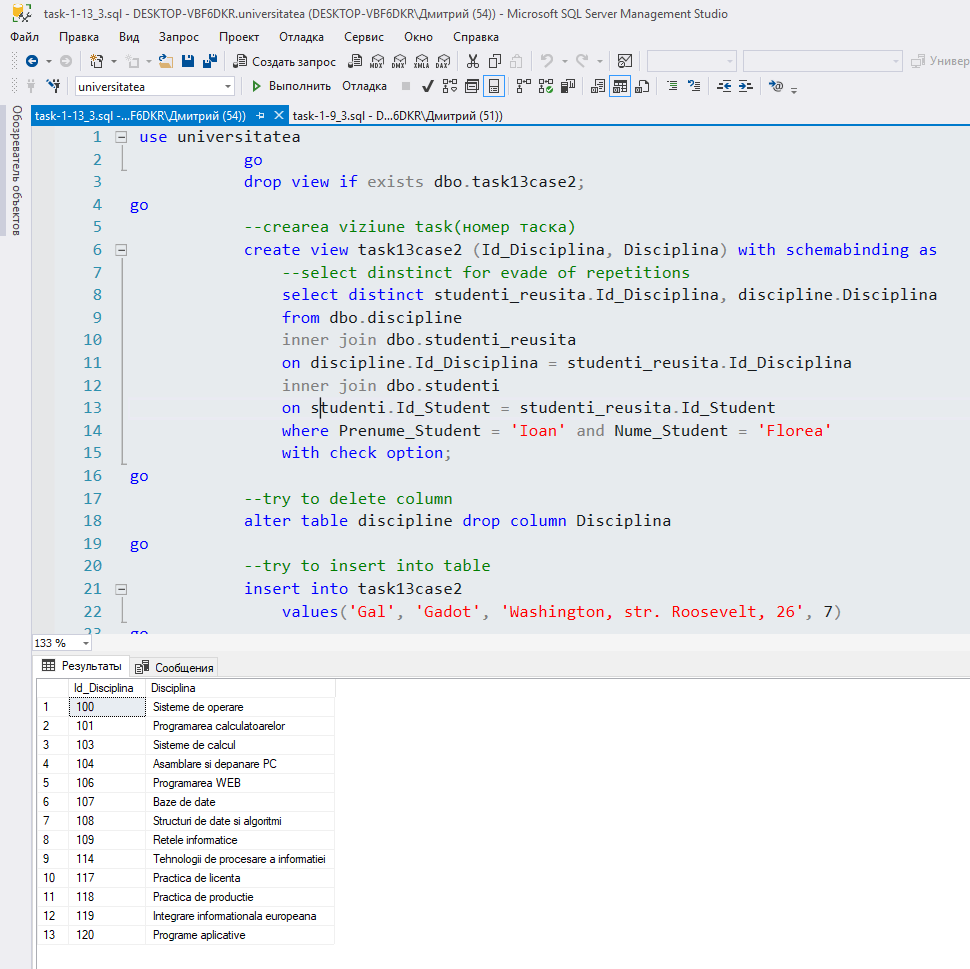 task-1-13_3.sql - DESKTOP-VBF6DKR.universitatea (DESKTOP-VBF6DKR\Дмитрий (54)) - Microsoft SQL Server Management Studio
Файл Правка Вид Запрос Проект Отладка Сервис Окно Справка
Создать запрос MDX DMX XMLA DAX Универ
universitatea Выполнить Отладка
Обозреватель объектов
task-1-13_3.sql -...F6DKR\Дмитрий (54)) task-1-9_3.sql - D...6DKR\Дмитрий (51))
1 use universitatea
2 go
3 drop view if exists dbo.task13case2;
4 go
5 --crearea viziune task(номер таска)
6 create view task13case2 (Id_Disciplina, Disciplina) with schemabinding as
7 --select dinstinct for evade of repetitions
8 select distinct studenti_reusita.Id_Disciplina, discipline.Disciplina
9 from dbo.discipline
10 inner join dbo.studenti_reusita
11 on discipline.Id_Disciplina = studenti_reusita.Id_Disciplina
12 inner join dbo.studenti
13 on studenti.Id_Student = studenti_reusita.Id_Student
14 where Prenume_Student = 'Ioan' and Nume_Student = 'Florea'
15 with check option;
16 go
17 --try to delete column
18 alter table discipline drop column Disciplina
19 go
20 --try to insert into table
21 insert into task13case2
22 values('Gal', 'Gadot', 'Washington, str. Roosevelt, 26', 7)
23 go
133 %
Результаты Сообщения
Id_Disciplina Disciplina
1 100 Sisteme de operare
2 101 Programarea calculatoarelor
3 103 Sisteme de calcul
4 104 Asamblare si depanare PC
5 106 Programarea WEB
6 107 Baze de date
7 108 Structuri de date si algoritmi
8 109 Retele informatice
9 114 Tehnologii de procesare a informatiei
10 117 Practica de licenta
11 118 Practica de productie
12 119 Integrare informationala europeana
13 120 Programe aplicative